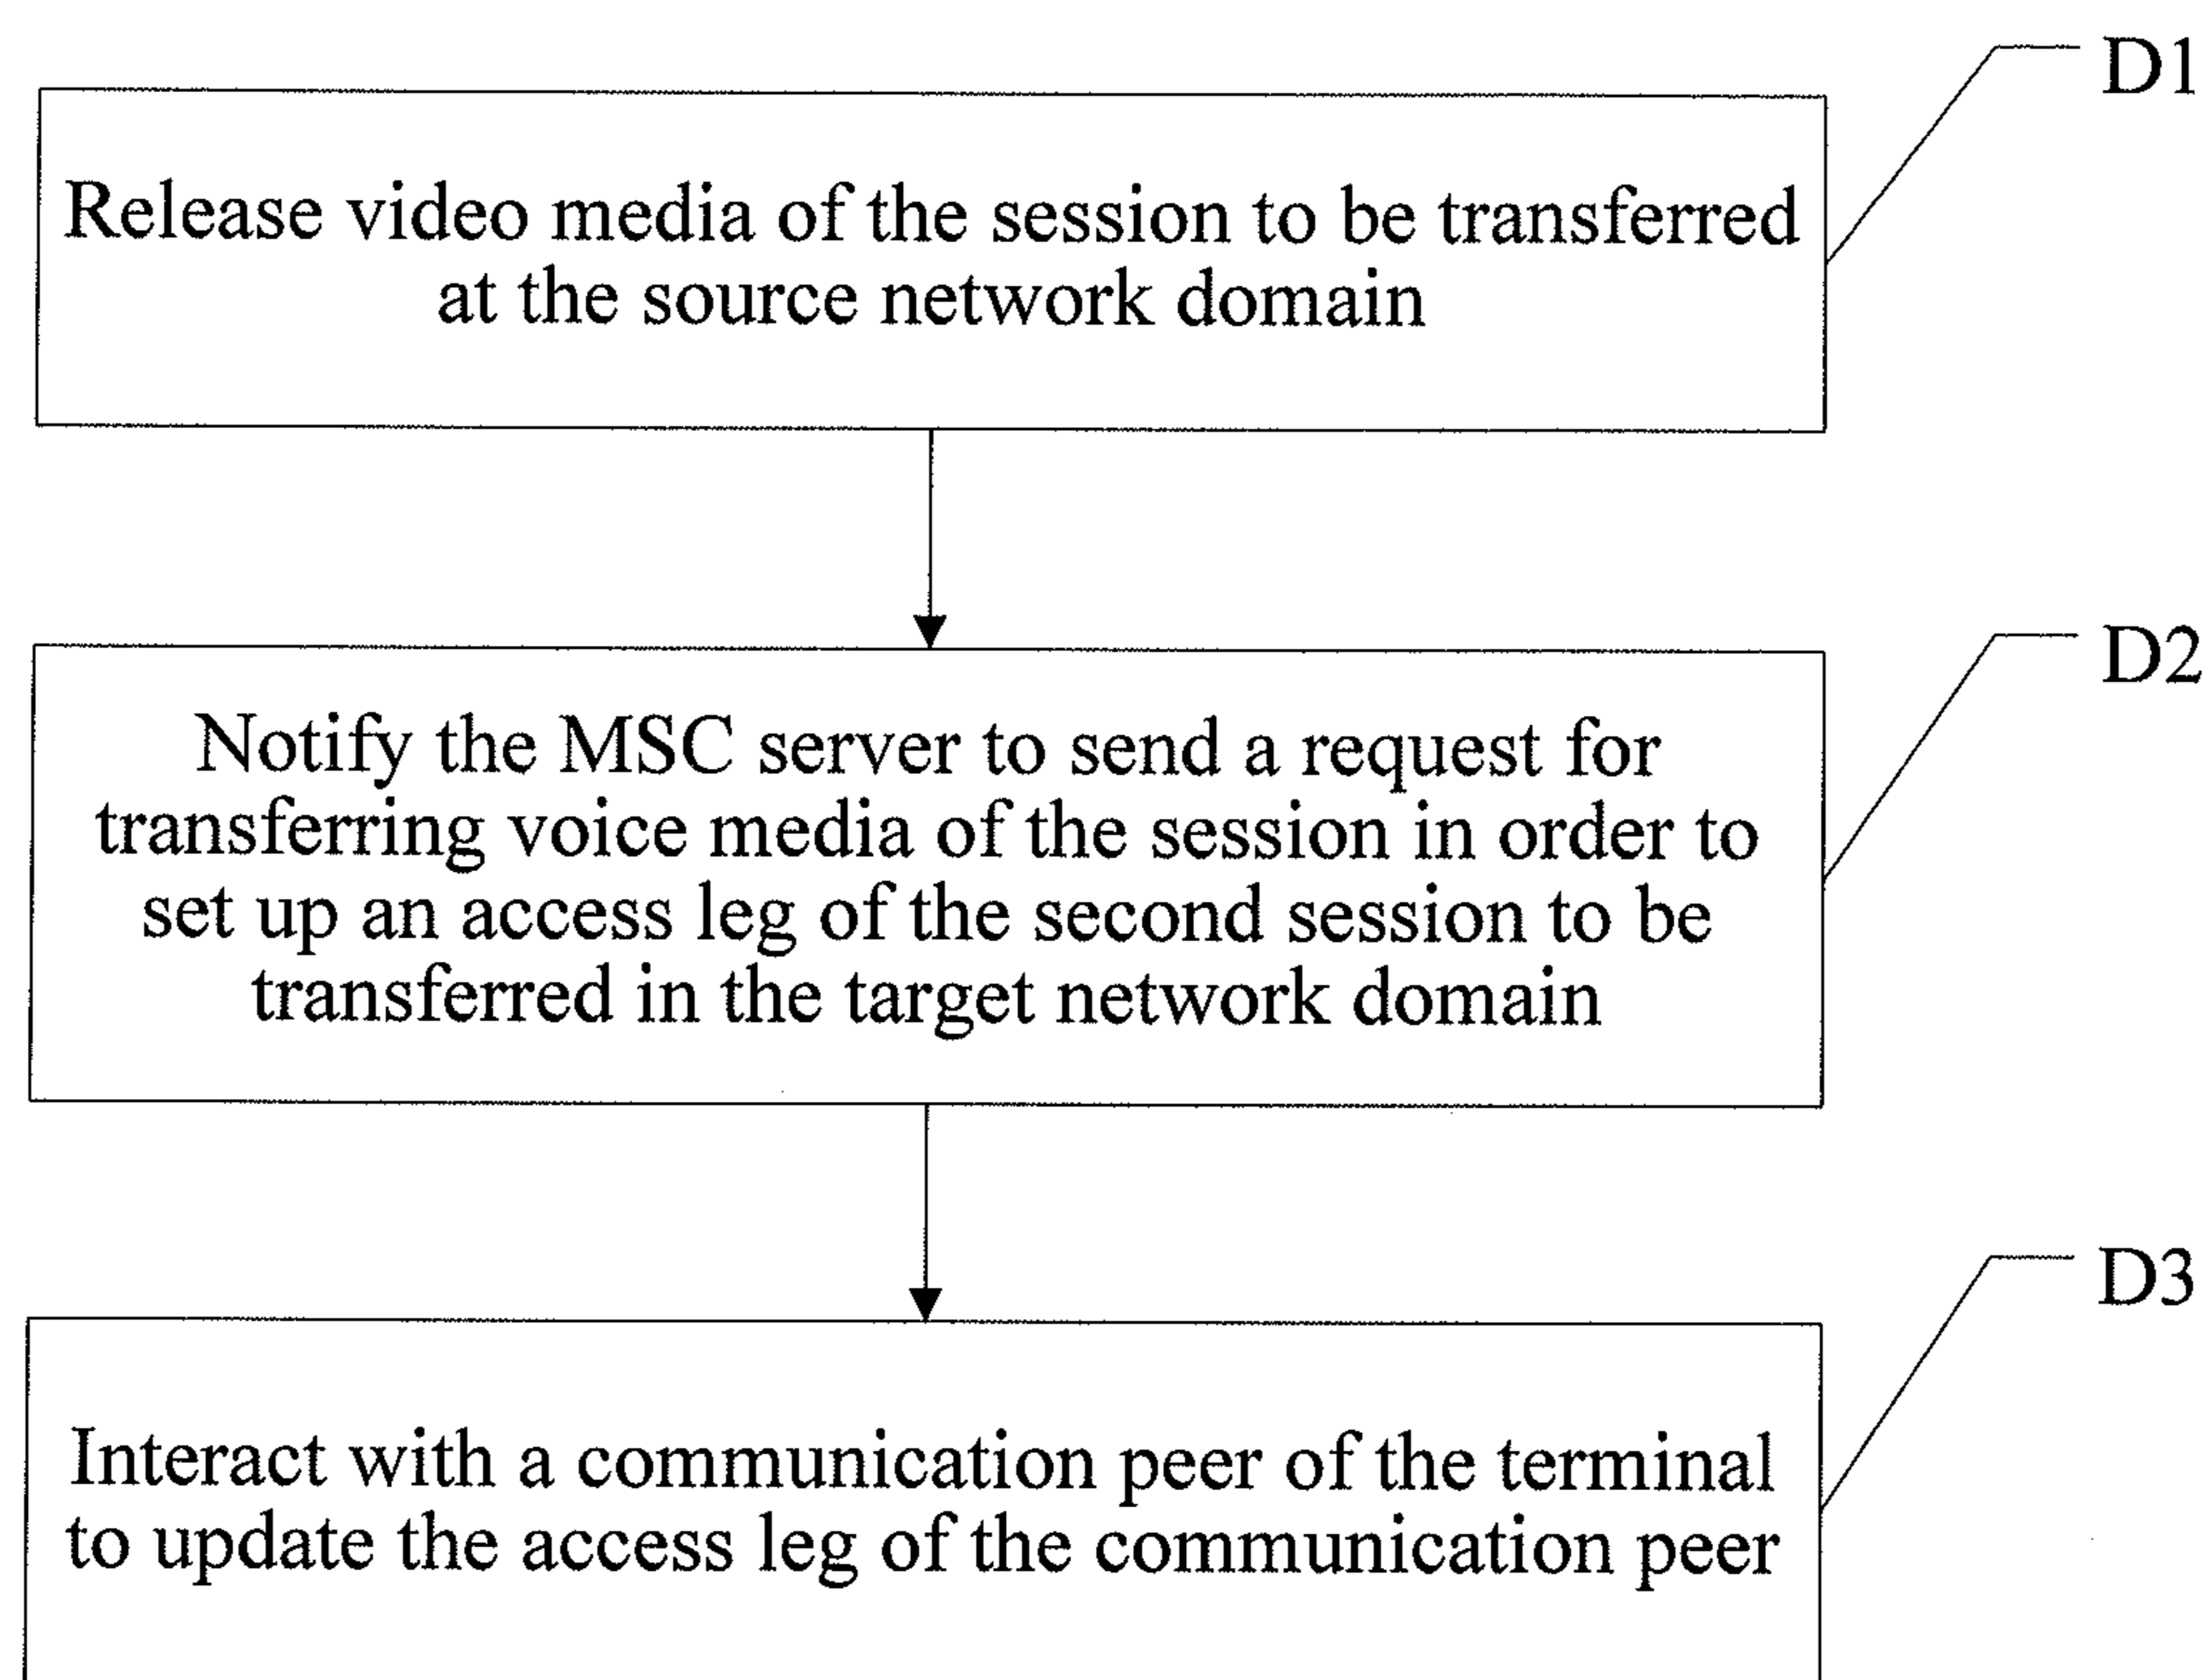 D1
Release video media of the session to be transferred
at the source network domain
D2
Notify the MSC server to send a request for
transferring voice media of the session in order to
set up an access leg of the second session to be
transferred in the target network domain
D3
Interact with a communication peer of the terminal
to update the access leg of the communication peer